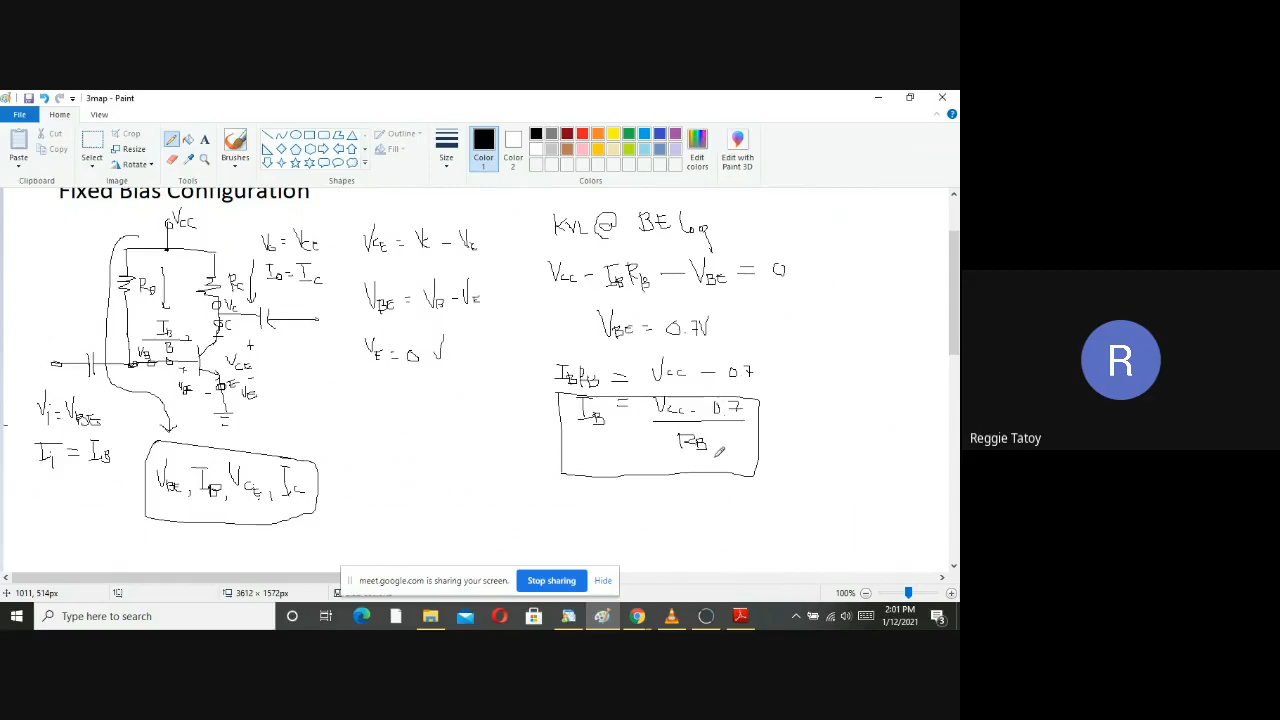 3map - Paint
File Home View
Paste
Cut
Copy
Clipboard
Select
Crop
Resize
Rotate
Image
Tools
Brushes
Shapes
Outline
Fill
Size
Color 1
Color 2
Edit colors
Edit with Paint 3D
Colors
Fixed Bias Configuration
VCC
RB
RC
VC
C
IB
B
VB
+
VBE
-
E
VE
+
VCE
-
Vi = VBE
Ii = IB
VBE, IB, VCE, IC
Vo = VCE
Io = IC
VCE = VC - VE
VBE = VB - VE
VE = 0 V
KVL @ BE loop
VCC - IBRB - VBE = 0
VBE = 0.7V
IBRB = VCC - 0.7
IB = VCC - 0.7
RB
meet.google.com is sharing your screen.
Stop sharing
Hide
1011, 514px
3612 × 1572px
100%
Type here to search
2:01 PM
1/12/2021
3
R
Reggie Tatoy